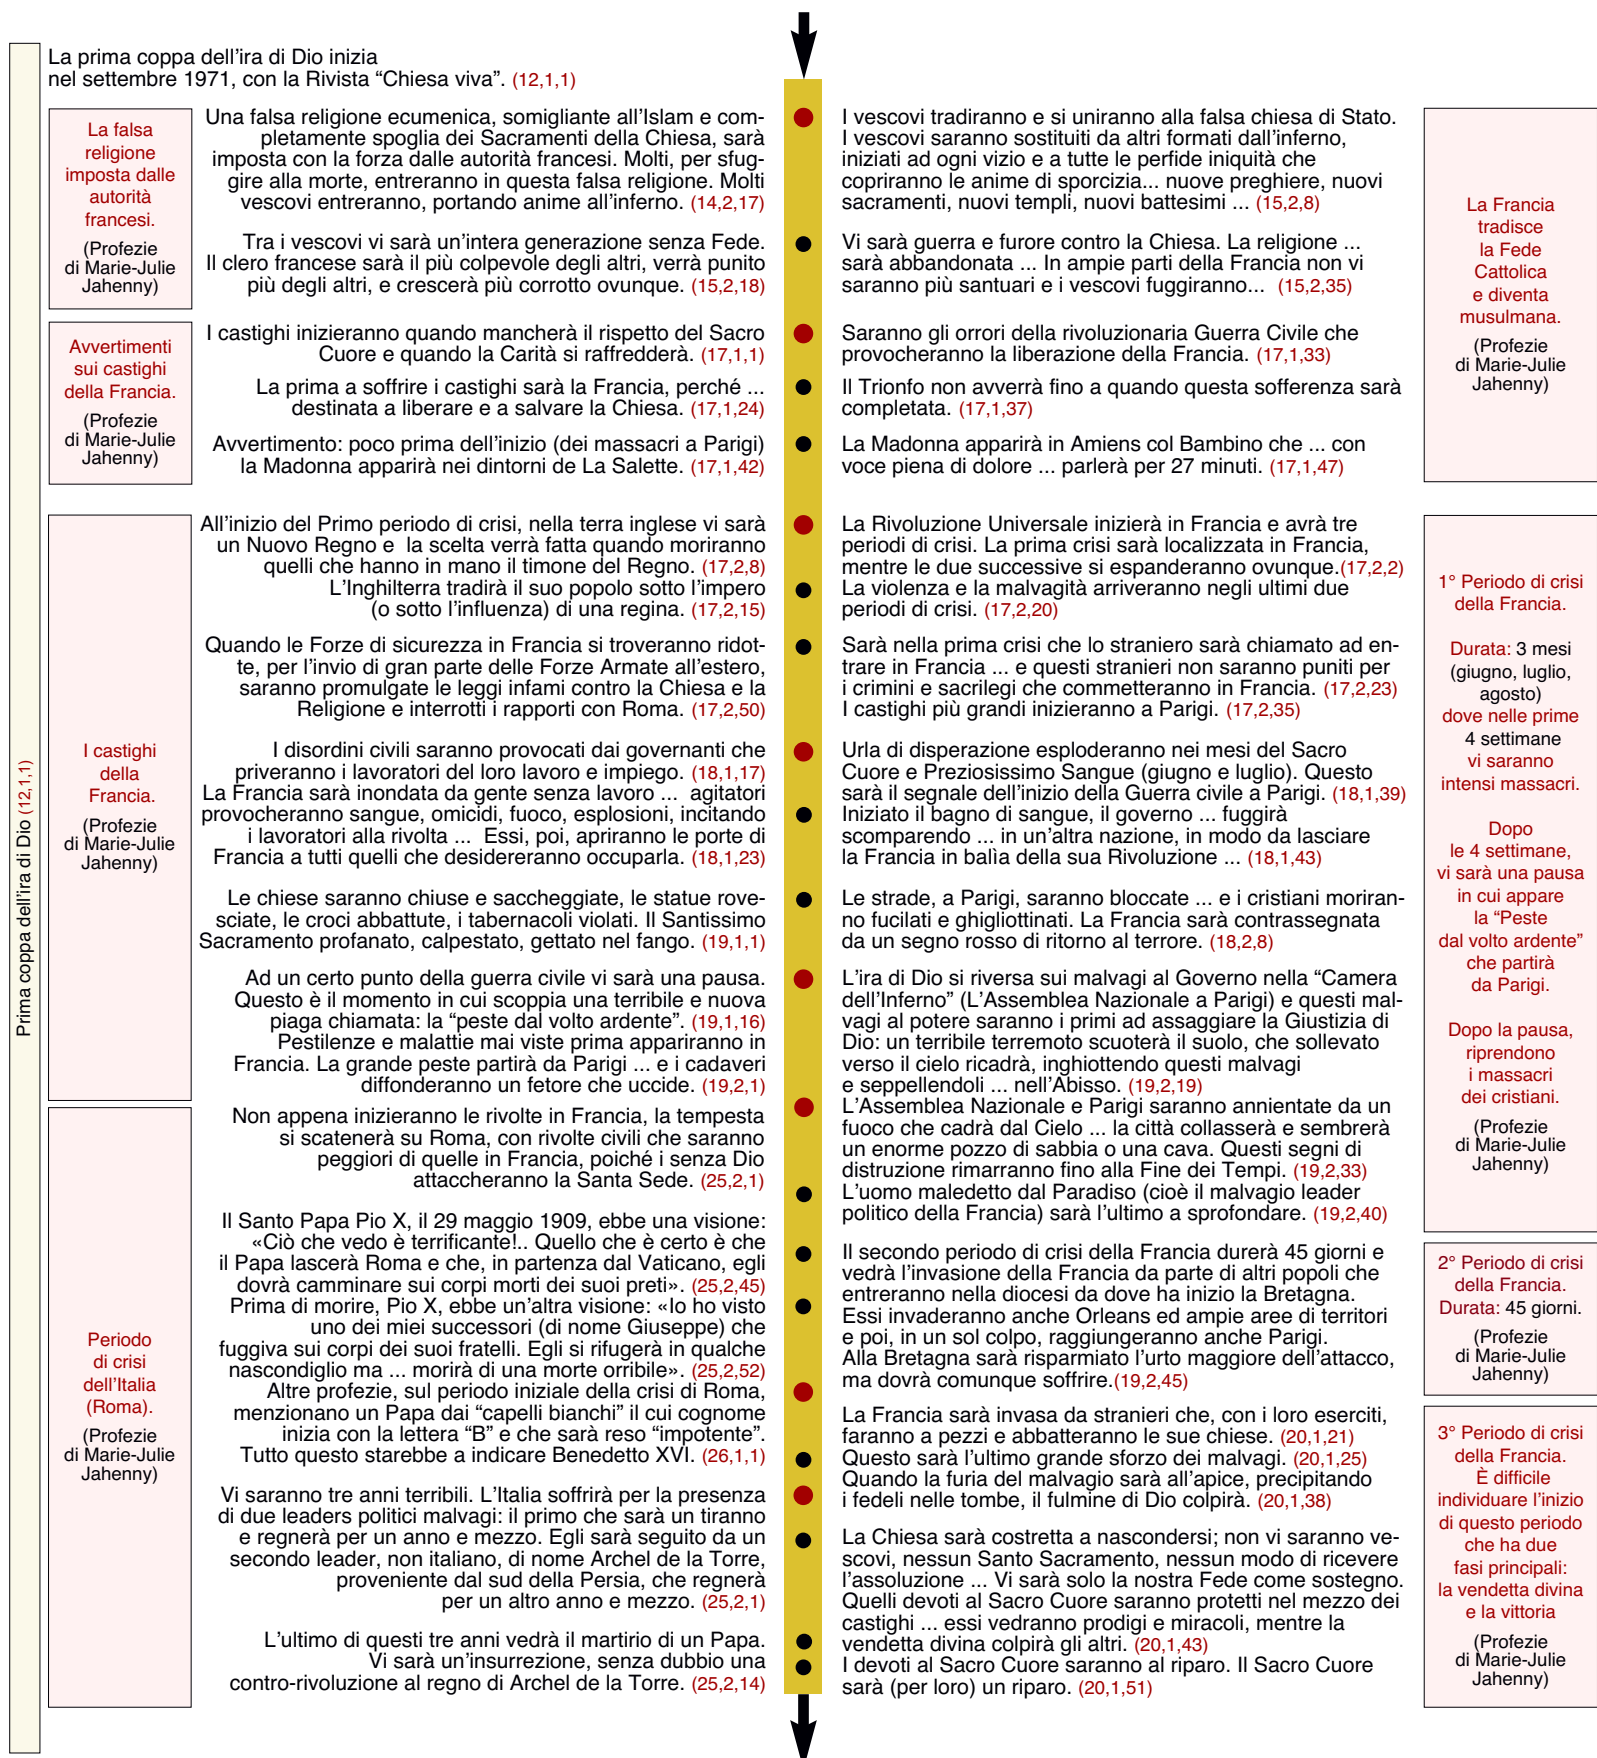 La prima coppa dell'ira di Dio inizia
nel settembre 1971, con la Rivista “Chiesa viva”. (12,1,1)
Prima coppa dell'ira di Dio (12,1,1)
La falsa
religione
imposta dalle
autorità
francesi.
(Profezie
di Marie-Julie
Jahenny)
Una falsa religione ecumenica, somigliante all'Islam e com-
pletamente spoglia dei Sacramenti della Chiesa, sarà
imposta con la forza dalle autorità francesi. Molti, per sfug-
gire alla morte, entreranno in questa falsa religione. Molti
vescovi entreranno, portando anime all'inferno. (14,2,17)
Tra i vescovi vi sarà un'intera generazione senza Fede.
Il clero francese sarà il più colpevole degli altri, verrà punito
più degli altri, e crescerà più corrotto ovunque. (15,2,18)
Avvertimenti
sui castighi
della Francia.
(Profezie
di Marie-Julie
Jahenny)
I castighi inizieranno quando mancherà il rispetto del Sacro
Cuore e quando la Carità si raffredderà. (17,1,1)
La prima a soffrire i castighi sarà la Francia, perché ...
destinata a liberare e a salvare la Chiesa. (17,1,24)
Avvertimento: poco prima dell'inizio (dei massacri a Parigi)
la Madonna apparirà nei dintorni de La Salette. (17,1,42)
I castighi
della
Francia.
(Profezie
di Marie-Julie
Jahenny)
All'inizio del Primo periodo di crisi, nella terra inglese vi sarà
un Nuovo Regno e la scelta verrà fatta quando moriranno
quelli che hanno in mano il timone del Regno. (17,2,8)
L'Inghilterra tradirà il suo popolo sotto l'impero
(o sotto l'influenza) di una regina. (17,2,15)
Quando le Forze di sicurezza in Francia si troveranno ridot-
te, per l'invio di gran parte delle Forze Armate all'estero,
saranno promulgate le leggi infami contro la Chiesa e la
Religione e interrotti i rapporti con Roma. (17,2,50)
I disordini civili saranno provocati dai governanti che
priveranno i lavoratori del loro lavoro e impiego. (18,1,17)
La Francia sarà inondata da gente senza lavoro ... agitatori
provocheranno sangue, omicidi, fuoco, esplosioni, incitando
i lavoratori alla rivolta ... Essi, poi, apriranno le porte di
Francia a tutti quelli che desidereranno occuparla. (18,1,23)
Le chiese saranno chiuse e saccheggiate, le statue rove-
sciate, le croci abbattute, i tabernacoli violati. Il Santissimo
Sacramento profanato, calpestato, gettato nel fango. (19,1,1)
Ad un certo punto della guerra civile vi sarà una pausa.
Questo è il momento in cui scoppia una terribile e nuova
piaga chiamata: la “peste dal volto ardente”. (19,1,16)
Pestilenze e malattie mai viste prima appariranno in
Francia. La grande peste partirà da Parigi ... e i cadaveri
diffonderanno un fetore che uccide. (19,2,1)
Periodo
di crisi
dell'Italia
(Roma).
(Profezie
di Marie-Julie
Jahenny)
Non appena inizieranno le rivolte in Francia, la tempesta
si scatenerà su Roma, con rivolte civili che saranno
peggiori di quelle in Francia, poiché i senza Dio
attaccheranno la Santa Sede. (25,2,1)
Il Santo Papa Pio X, il 29 maggio 1909, ebbe una visione:
«Ciò che vedo è terrificante!.. Quello che è certo è che
il Papa lascerà Roma e che, in partenza dal Vaticano, egli
dovrà camminare sui corpi morti dei suoi preti». (25,2,45)
Prima di morire, Pio X, ebbe un'altra visione: «Io ho visto
uno dei miei successori (di nome Giuseppe) che
fuggiva sui corpi dei suoi fratelli. Egli si rifugerà in qualche
nascondiglio ma ... morirà di una morte orribile». (25,2,52)
Altre profezie, sul periodo iniziale della crisi di Roma,
menzionano un Papa dai “capelli bianchi” il cui cognome
inizia con la lettera “B” e che sarà reso “impotente”.
Tutto questo starebbe a indicare Benedetto XVI. (26,1,1)
Vi saranno tre anni terribili. L'Italia soffrirà per la presenza
di due leaders politici malvagi: il primo che sarà un tiranno
e regnerà per un anno e mezzo. Egli sarà seguito da un
secondo leader, non italiano, di nome Archel de la Torre,
proveniente dal sud della Persia, che regnerà
per un altro anno e mezzo. (25,2,1)
L'ultimo di questi tre anni vedrà il martirio di un Papa.
Vi sarà un'insurrezione, senza dubbio una
contro-rivoluzione al regno di Archel de la Torre. (25,2,14)
I vescovi tradiranno e si uniranno alla falsa chiesa di Stato.
I vescovi saranno sostituiti da altri formati dall'inferno,
iniziati ad ogni vizio e a tutte le perfide iniquità che
copriranno le anime di sporcizia... nuove preghiere, nuovi
sacramenti, nuovi templi, nuovi battesimi ... (15,2,8)
Vi sarà guerra e furore contro la Chiesa. La religione ...
sarà abbandonata ... In ampie parti della Francia non vi
saranno più santuari e i vescovi fuggiranno... (15,2,35)
Saranno gli orrori della rivoluzionaria Guerra Civile che
provocheranno la liberazione della Francia. (17,1,33)
Il Trionfo non avverrà fino a quando questa sofferenza sarà
completata. (17,1,37)
La Madonna apparirà in Amiens col Bambino che ... con
voce piena di dolore ... parlerà per 27 minuti. (17,1,47)
La Francia
tradisce
la Fede
Cattolica
e diventa
musulmana.
(Profezie
di Marie-Julie
Jahenny)
La Rivoluzione Universale inizierà in Francia e avrà tre
periodi di crisi. La prima crisi sarà localizzata in Francia,
mentre le due successive si espanderanno ovunque.(17,2,2)
La violenza e la malvagità arriveranno negli ultimi due
periodi di crisi. (17,2,20)
Sarà nella prima crisi che lo straniero sarà chiamato ad en-
trare in Francia ... e questi stranieri non saranno puniti per
i crimini e sacrilegi che commetteranno in Francia. (17,2,23)
I castighi più grandi inizieranno a Parigi. (17,2,35)
Urla di disperazione esploderanno nei mesi del Sacro
Cuore e Preziosissimo Sangue (giugno e luglio). Questo
sarà il segnale dell'inizio della Guerra civile a Parigi. (18,1,39)
Iniziato il bagno di sangue, il governo ... fuggirà
scomparendo ... in un'altra nazione, in modo da lasciare
la Francia in balìa della sua Rivoluzione ... (18,1,43)
Le strade, a Parigi, saranno bloccate ... e i cristiani moriran-
no fucilati e ghigliottinati. La Francia sarà contrassegnata
da un segno rosso di ritorno al terrore. (18,2,8)
L'ira di Dio si riversa sui malvagi al Governo nella “Camera
dell'Inferno” (L'Assemblea Nazionale a Parigi) e questi mal-
vagi al potere saranno i primi ad assaggiare la Giustizia di
Dio: un terribile terremoto scuoterà il suolo, che sollevato
verso il cielo ricadrà, inghiottendo questi malvagi
e seppellendoli ... nell'Abisso. (19,2,19)
L'Assemblea Nazionale e Parigi saranno annientate da un
fuoco che cadrà dal Cielo ... la città collasserà e sembrerà
un enorme pozzo di sabbia o una cava. Questi segni di
distruzione rimarranno fino alla Fine dei Tempi. (19,2,33)
L'uomo maledetto dal Paradiso (cioè il malvagio leader
politico della Francia) sarà l'ultimo a sprofondare. (19,2,40)
1° Periodo di crisi
della Francia.
Durata: 3 mesi
(giugno, luglio,
agosto)
dove nelle prime
4 settimane
vi saranno
intensi massacri.
Dopo
le 4 settimane,
vi sarà una pausa
in cui appare
la “Peste
dal volto ardente”
che partirà
da Parigi.
Dopo la pausa,
riprendono
i massacri
dei cristiani.
(Profezie
di Marie-Julie
Jahenny)
Il secondo periodo di crisi della Francia durerà 45 giorni e
vedrà l'invasione della Francia da parte di altri popoli che
entreranno nella diocesi da dove ha inizio la Bretagna.
Essi invaderanno anche Orleans ed ampie aree di territori
e poi, in un sol colpo, raggiungeranno anche Parigi.
Alla Bretagna sarà risparmiato l'urto maggiore dell'attacco,
ma dovrà comunque soffrire.(19,2,45)
2° Periodo di crisi
della Francia.
Durata: 45 giorni.
(Profezie
di Marie-Julie
Jahenny)
La Francia sarà invasa da stranieri che, con i loro eserciti,
faranno a pezzi e abbatteranno le sue chiese. (20,1,21)
Questo sarà l'ultimo grande sforzo dei malvagi. (20,1,25)
Quando la furia del malvagio sarà all'apice, precipitando
i fedeli nelle tombe, il fulmine di Dio colpirà. (20,1,38)
La Chiesa sarà costretta a nascondersi; non vi saranno ve-
scovi, nessun Santo Sacramento, nessun modo di ricevere
l'assoluzione ... Vi sarà solo la nostra Fede come sostegno.
Quelli devoti al Sacro Cuore saranno protetti nel mezzo dei
castighi ... essi vedranno prodigi e miracoli, mentre la
vendetta divina colpirà gli altri. (20,1,43)
I devoti al Sacro Cuore saranno al riparo. Il Sacro Cuore
sarà (per loro) un riparo. (20,1,51)
3° Periodo di crisi
della Francia.
È difficile
individuare l'inizio
di questo periodo
che ha due
fasi principali:
la vendetta divina
e la vittoria
(Profezie
di Marie-Julie
Jahenny)